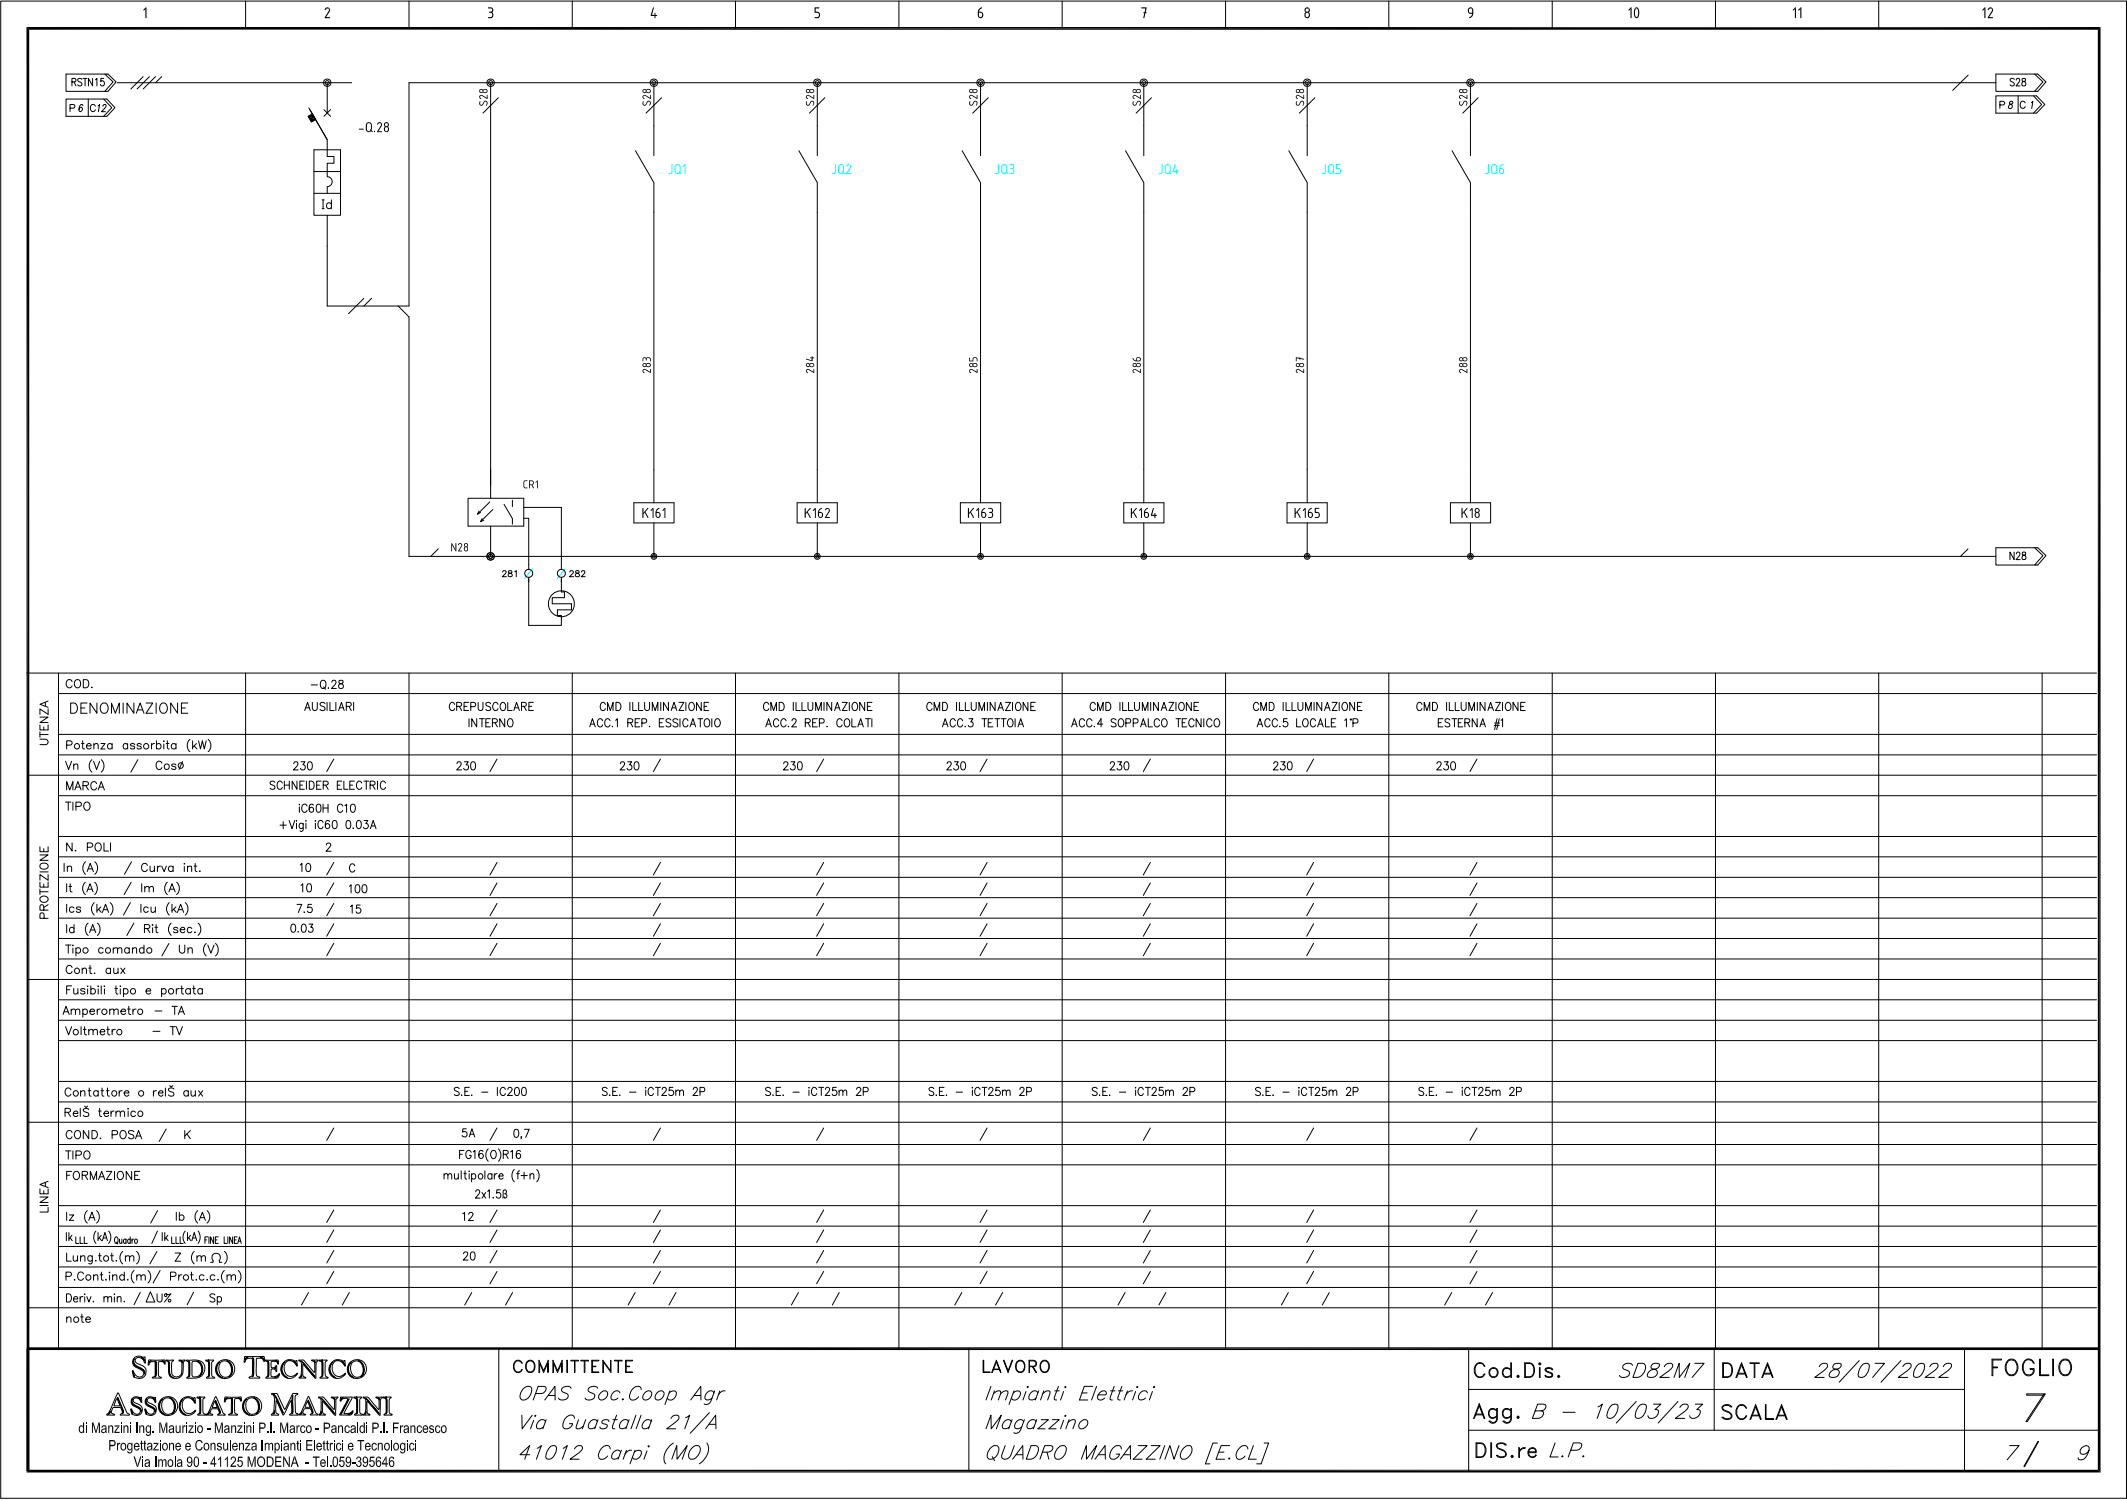 1 2 3 4 5 6 7 8 9 10 11 12
RSTN15
P 6 C12
-Q.28
Id
S28 S28 S28 S28 S28 S28 S28
S28
P 8 C 1
JQ1 JQ2 JQ3 JQ4 JQ5 JQ6
283 284 285 286 287 288
CR1
K161 K162 K163 K164 K165 K18
N28
N28
281 282
UTENZA
COD. -Q.28
DENOMINAZIONE AUSILIARI CREPUSCOLARE CMD ILLUMINAZIONE CMD ILLUMINAZIONE CMD ILLUMINAZIONE CMD ILLUMINAZIONE CMD ILLUMINAZIONE CMD ILLUMINAZIONE
INTERNO ACC.1 REP. ESSICATOIO ACC.2 REP. COLATI ACC.3 TETTOIA ACC.4 SOPPALCO TECNICO ACC.5 LOCALE 1°P ESTERNA #1
Potenza assorbita (kW)
Vn (V) / Cosø 230 / 230 / 230 / 230 / 230 / 230 / 230 / 230 /
PROTEZIONE
MARCA SCHNEIDER ELECTRIC
TIPO iC60H C10
+Vigi iC60 0.03A
N. POLI 2
In (A) / Curva int. 10 / C / / / / / / /
It (A) / Im (A) 10 / 100 / / / / / / /
Ics (kA) / Icu (kA) 7.5 / 15 / / / / / / /
Id (A) / Rit (sec.) 0.03 / / / / / / / /
Tipo comando / Un (V) / / / / / / / /
Cont. aux
Fusibili tipo e portata
Amperometro - TA
Voltmetro - TV
Contattore o relŠ aux S.E. - IC200 S.E. - iCT25m 2P S.E. - iCT25m 2P S.E. - iCT25m 2P S.E. - iCT25m 2P S.E. - iCT25m 2P S.E. - iCT25m 2P
RelŠ termico
LINEA
COND. POSA / K / 5A / 0,7 / / / / / /
TIPO FG16(O)R16
FORMAZIONE multipolare (f+n)
2x1.5ß
Iz (A) / Ib (A) / 12 / / / / / / /
Ik LLL (kA) Quadro / Ik LLL(kA) FINE LINEA / / / / / / / /
Lung.tot.(m) / Z (mΩ) / 20 / / / / / / /
P.Cont.ind.(m)/ Prot.c.c.(m) / / / / / / / /
Deriv. min. / ΔU% / Sp / / / / / / / / / / / / / / / /
note
STUDIO TECNICO
ASSOCIATO MANZINI
di Manzini Ing. Maurizio - Manzini P.I. Marco - Pancaldi P.I. Francesco
Progettazione e Consulenza Impianti Elettrici e Tecnologici
Via Imola 90 - 41125 MODENA - Tel.059-395646
COMMITTENTE
OPAS Soc.Coop Agr
Via Guastalla 21/A
41012 Carpi (MO)
LAVORO
Impianti Elettrici
Magazzino
QUADRO MAGAZZINO [E.CL]
Cod.Dis. SD82M7
DATA 28/07/2022
Agg. B - 10/03/23
SCALA
DIS.re L.P.
FOGLIO
7
7/ 9